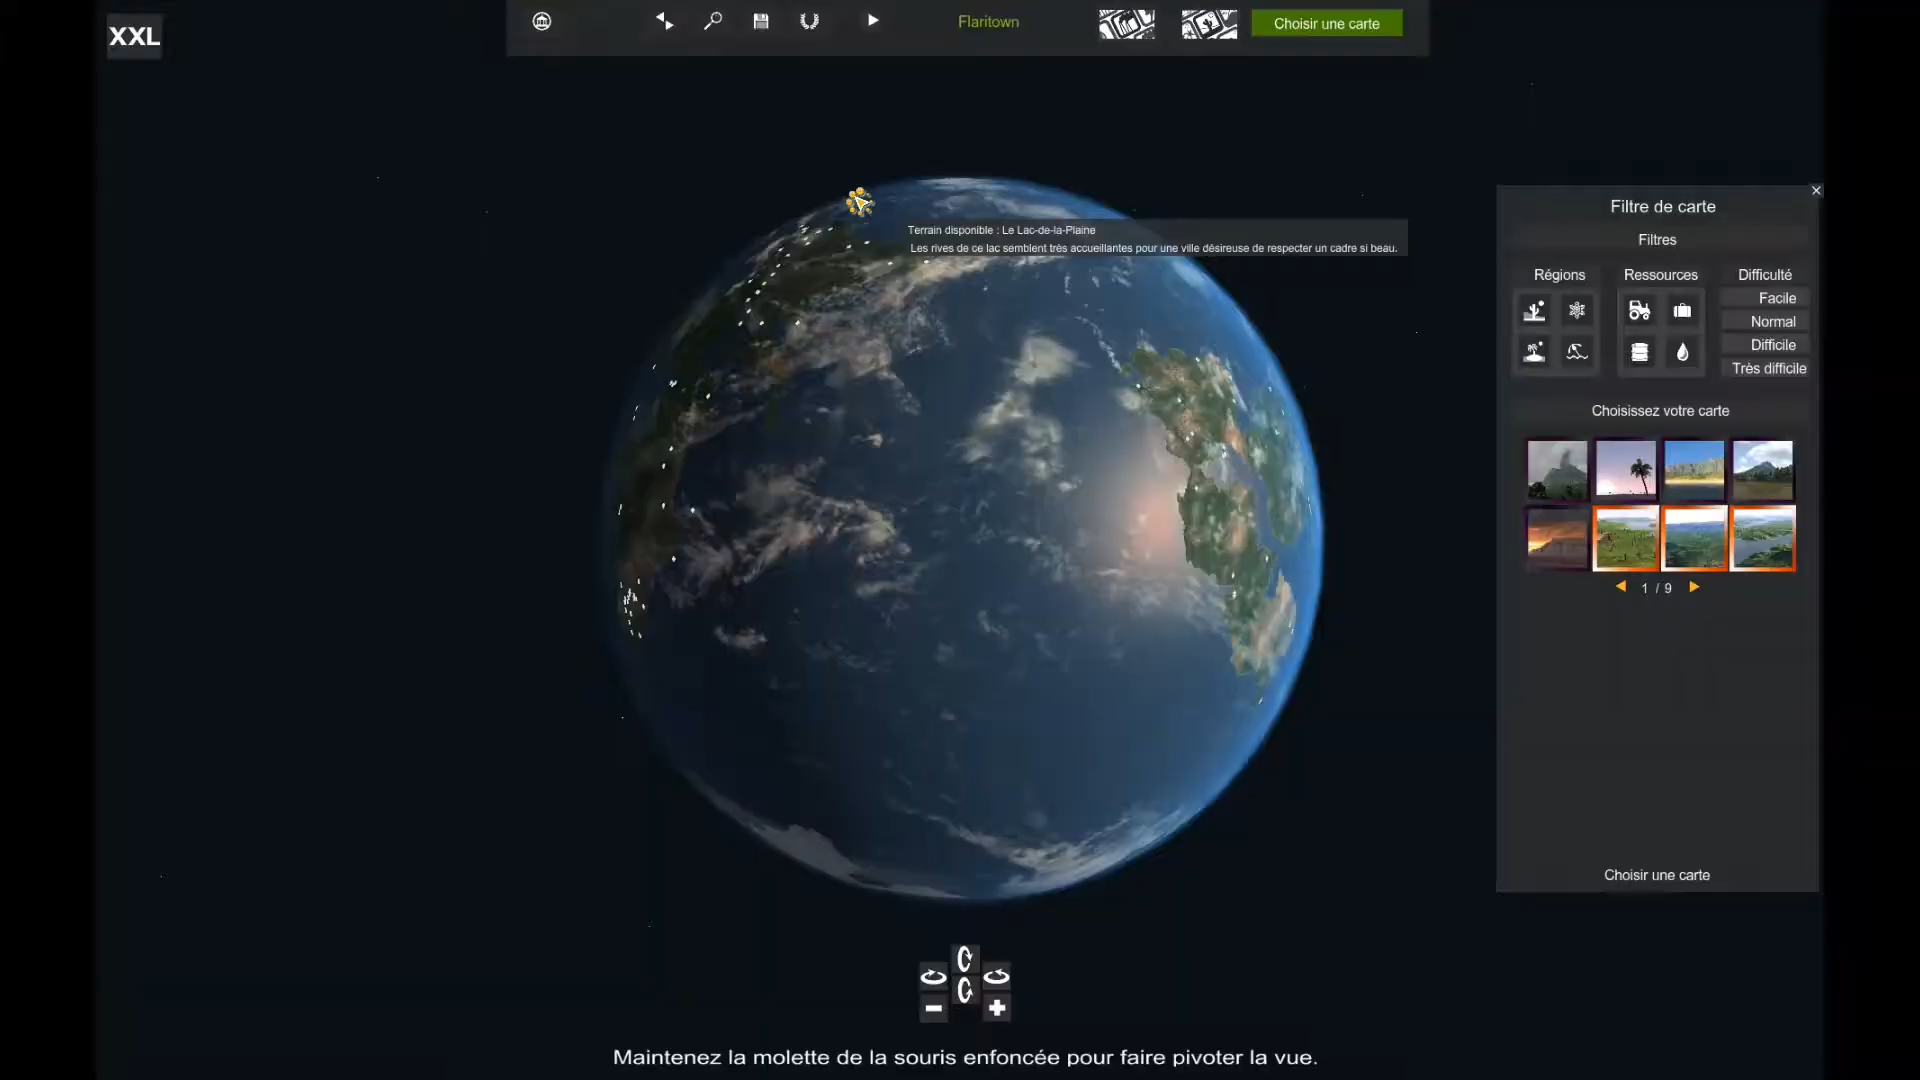 XXL
Flaritown
Choisir une carte
Terrain disponible : Le Lac-de-la-Plaine
Les rives de ce lac semblent très accueillantes pour une ville désireuse de respecter un cadre si beau.
Filtre de carte
Filtres
Régions
Ressources
Difficulté
Facile
Normal
Difficile
Très difficile
Choisissez votre carte
1 / 9
Choisir une carte
Maintenez la molette de la souris enfoncée pour faire pivoter la vue.